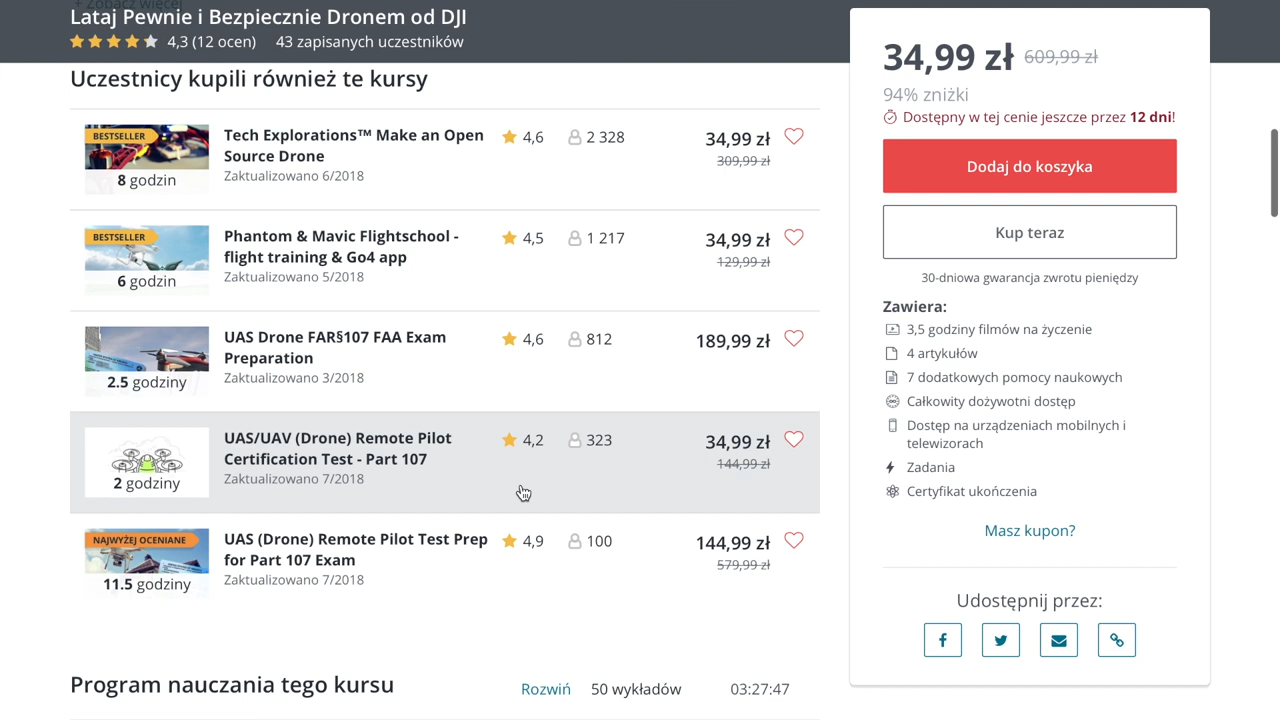 + Zobacz więcej
Lataj Pewnie i Bezpiecznie Dronem od DJI
4,3 (12 ocen) 43 zapisanych uczestników
Uczestnicy kupili również te kursy
BESTSELLER
8 godzin
Tech Explorations™ Make an Open
Source Drone
Zaktualizowano 6/2018
4,6 2 328
34,99 zł
309,99 zł
BESTSELLER
6 godzin
Phantom & Mavic Flightschool -
flight training & Go4 app
Zaktualizowano 5/2018
4,5 1 217
34,99 zł
129,99 zł
2.5 godziny
UAS Drone FAR§107 FAA Exam
Preparation
Zaktualizowano 3/2018
4,6 812
189,99 zł
2 godziny
UAS/UAV (Drone) Remote Pilot
Certification Test - Part 107
Zaktualizowano 7/2018
4,2 323
34,99 zł
144,99 zł
NAJWYŻEJ OCENIANE
11.5 godziny
UAS (Drone) Remote Pilot Test Prep
for Part 107 Exam
Zaktualizowano 7/2018
4,9 100
144,99 zł
579,99 zł
Program nauczania tego kursu
Rozwiń 50 wykładów 03:27:47
34,99 zł 609,99 zł
94% zniżki
Dostępny w tej cenie jeszcze przez 12 dni!
Dodaj do koszyka
Kup teraz
30-dniowa gwarancja zwrotu pieniędzy
Zawiera:
3,5 godziny filmów na życzenie
4 artykułów
7 dodatkowych pomocy naukowych
Całkowity dożywotni dostęp
Dostęp na urządzeniach mobilnych i
telewizorach
Zadania
Certyfikat ukończenia
Masz kupon?
Udostępnij przez: